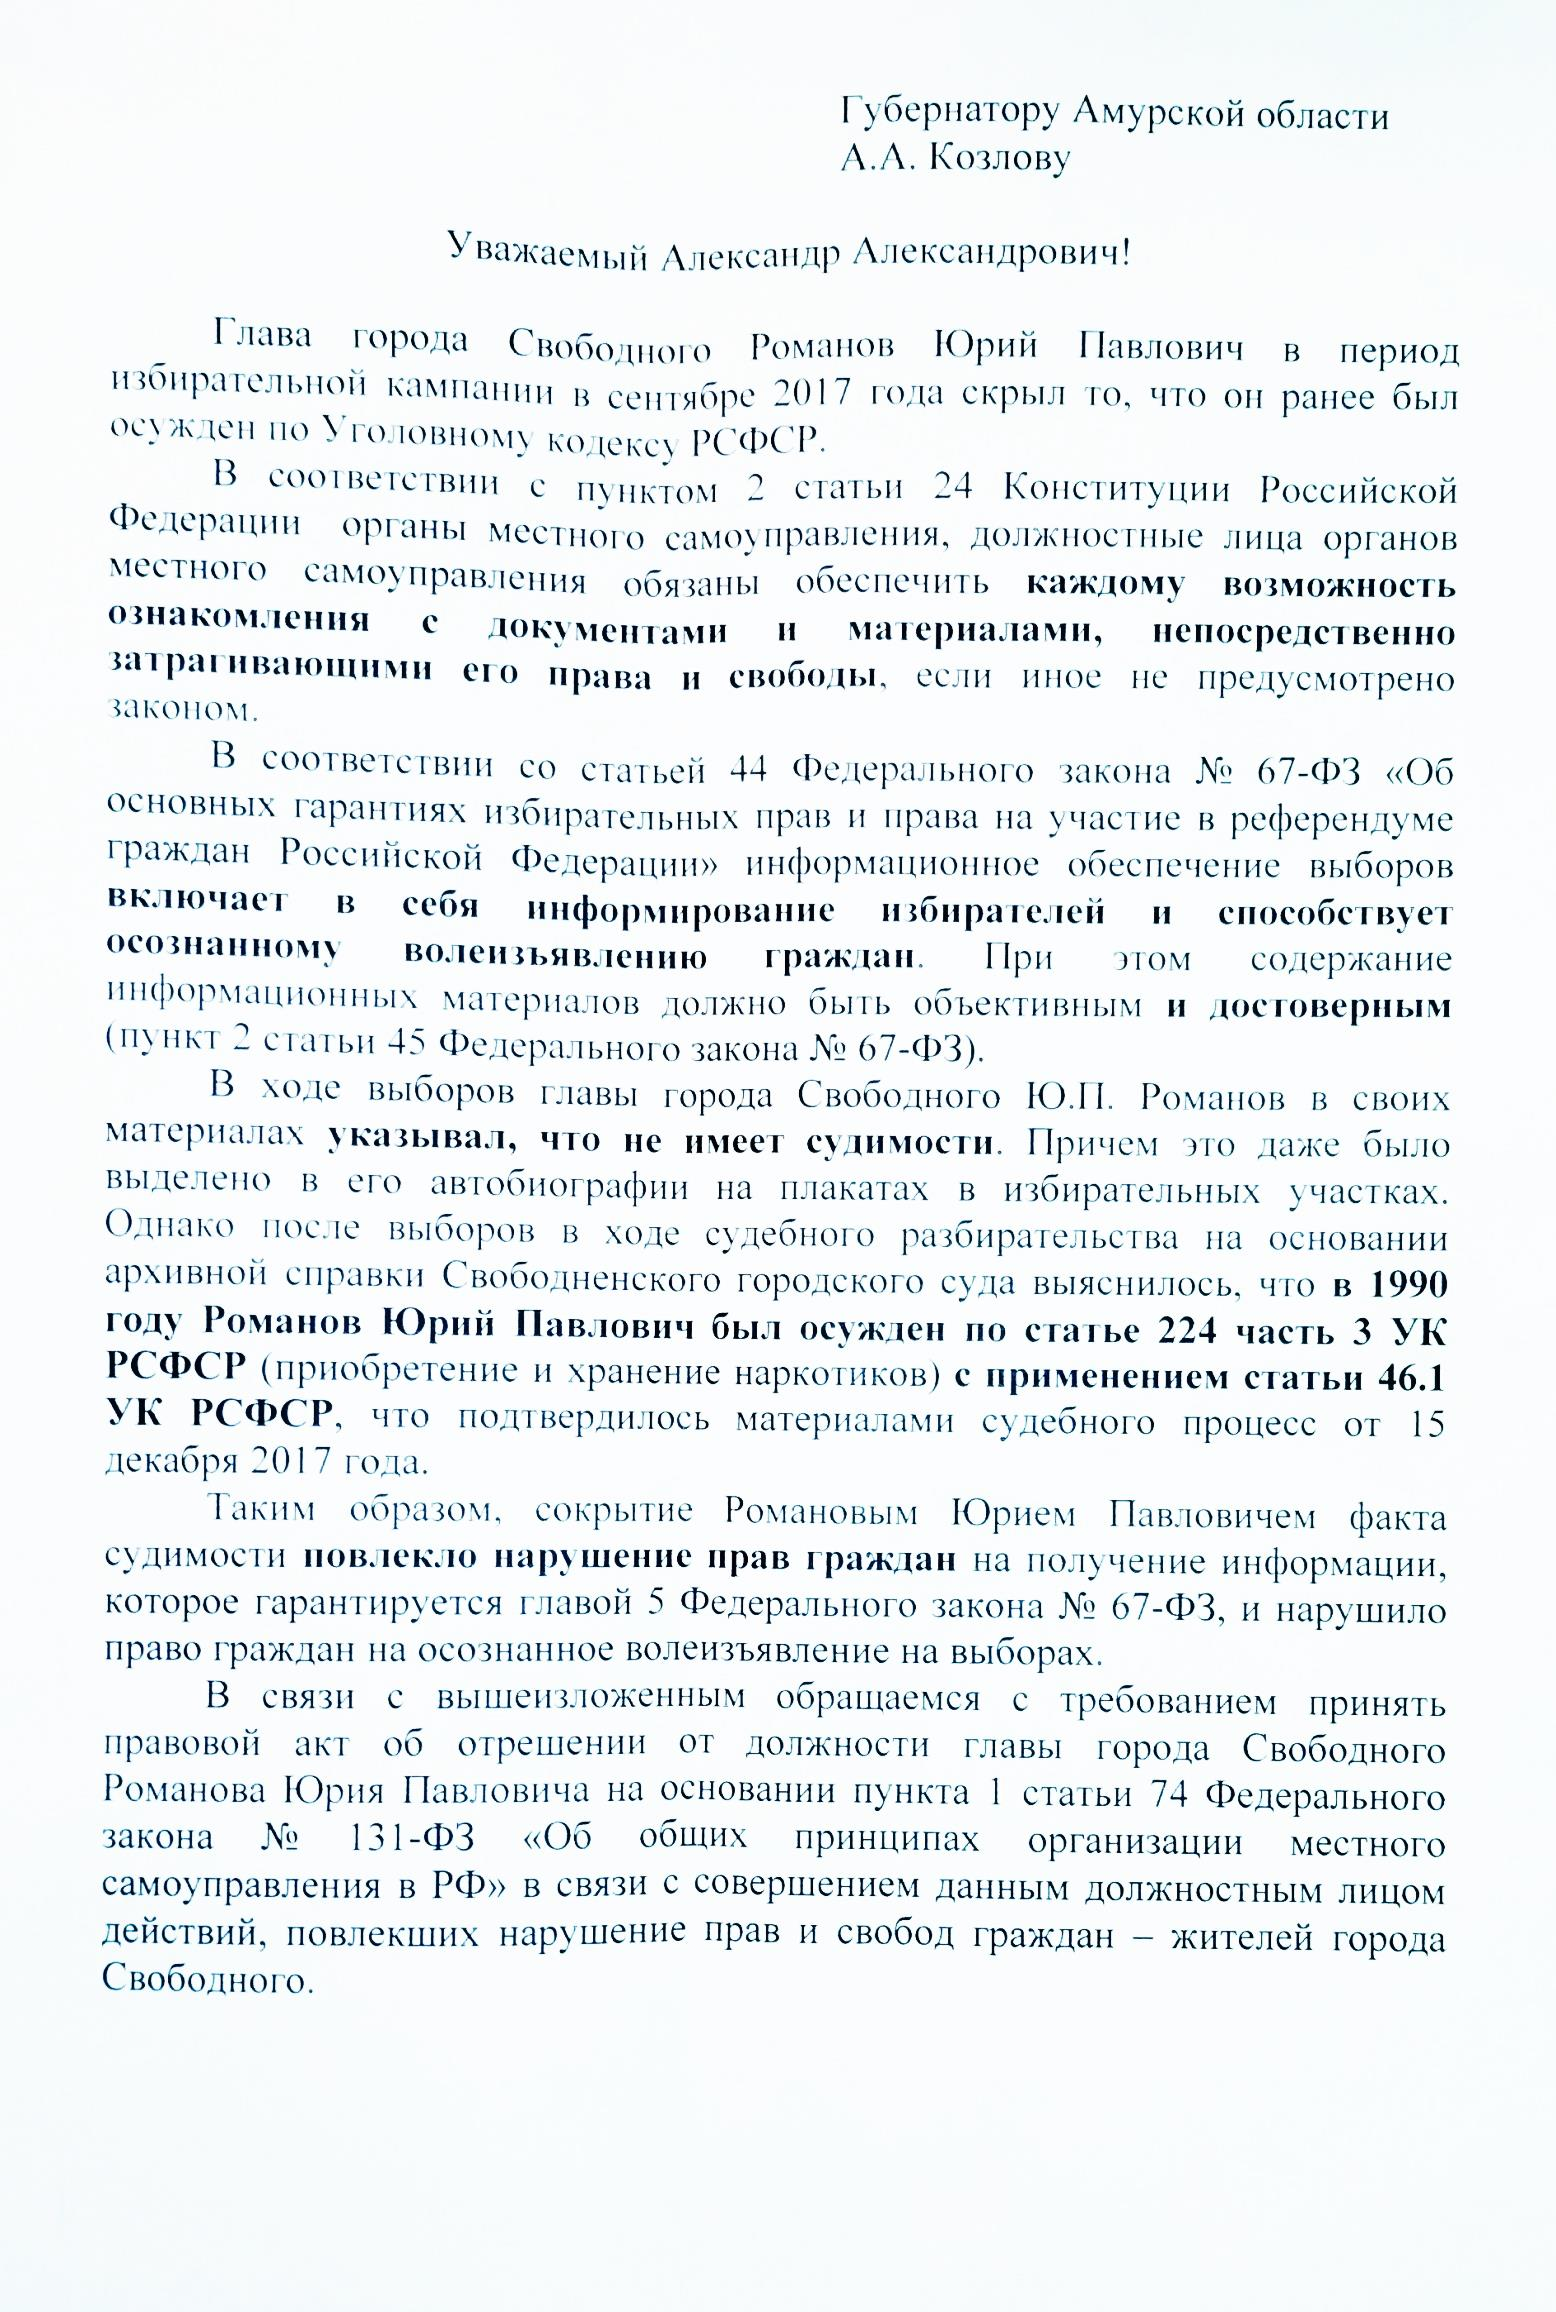 Губернатору Амурской области
А.А. Козлову
Уважаемый Александр Александрович!
Глава города Свободного Романов Юрий Павлович в период
избирательной кампании в сентябре 2017 года скрыл то, что он ранее был
осужден по Уголовному кодексу РСФСР.
В соответствии с пунктом 2 статьи 24 Конституции Российской
Федерации органы местного самоуправления, должностные лица органов
местного самоуправления обязаны обеспечить каждому возможность
ознакомления с документами и материалами, непосредственно
затрагивающими его права и свободы, если иное не предусмотрено
законом.
В соответствии со статьей 44 Федерального закона № 67-ФЗ «Об
основных гарантиях избирательных прав и права на участие в референдуме
граждан Российской Федерации» информационное обеспечение выборов
включает в себя информирование избирателей и способствует
осознанному волеизъявлению граждан. При этом содержание
информационных материалов должно быть объективным и достоверным
(пункт 2 статьи 45 Федерального закона № 67-ФЗ).
В ходе выборов главы города Свободного Ю.П. Романов в своих
материалах указывал, что не имеет судимости. Причем это даже было
выделено в его автобиографии на плакатах в избирательных участках.
Однако после выборов в ходе судебного разбирательства на основании
архивной справки Свободненского городского суда выяснилось, что в 1990
году Романов Юрий Павлович был осужден по статье 224 часть 3 УК
РСФСР (приобретение и хранение наркотиков) с применением статьи 46.1
УК РСФСР, что подтвердилось материалами судебного процесс от 15
декабря 2017 года.
Таким образом, сокрытие Романовым Юрием Павловичем факта
судимости повлекло нарушение прав граждан на получение информации,
которое гарантируется главой 5 Федерального закона № 67-ФЗ, и нарушило
право граждан на осознанное волеизъявление на выборах.
В связи с вышеизложенным обращаемся с требованием принять
правовой акт об отрешении от должности главы города Свободного
Романова Юрия Павловича на основании пункта 1 статьи 74 Федерального
закона № 131-ФЗ «Об общих принципах организации местного
самоуправления в РФ» в связи с совершением данным должностным лицом
действий, повлекших нарушение прав и свобод граждан – жителей города
Свободного.